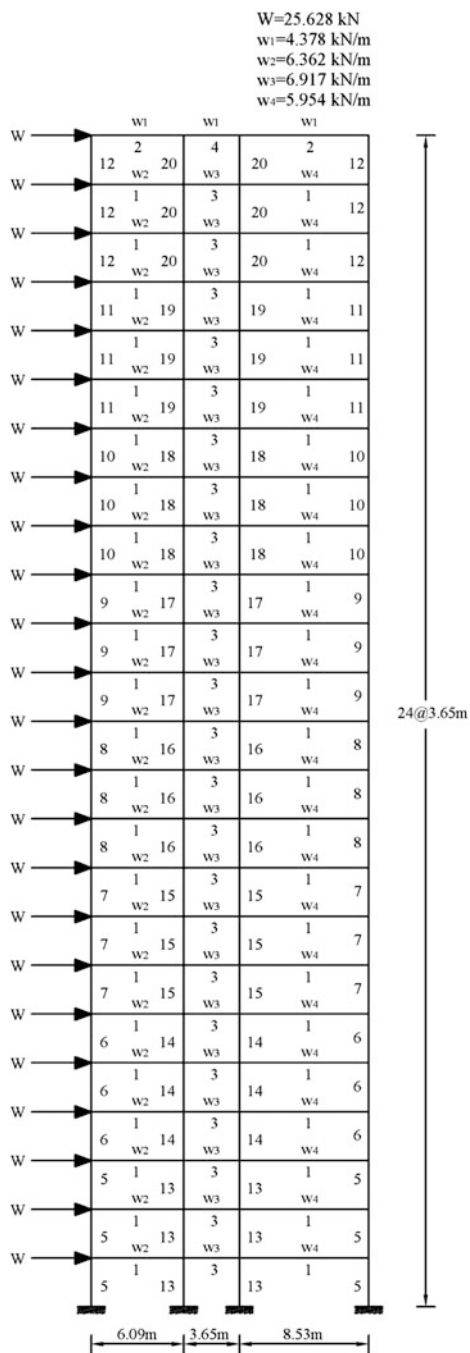 W=25.628 kN
w1=4.378 kN/m
w2=6.362 kN/m
w3=6.917 kN/m
w4=5.954 kN/m
W1 W1 W1
W
2 4 2
12 W2 20 W3 20 W4 12
W
1 3 1
12 W2 20 W3 20 W4 12
W
1 3 1
12 W2 20 W3 20 W4 12
W
1 3 1
11 W2 19 W3 19 W4 11
W
1 3 1
11 W2 19 W3 19 W4 11
W
1 3 1
11 W2 19 W3 19 W4 11
W
1 3 1
10 W2 18 W3 18 W4 10
W
1 3 1
10 W2 18 W3 18 W4 10
W
1 3 1
10 W2 18 W3 18 W4 10
W
1 3 1
9 W2 17 W3 17 W4 9
W
1 3 1
9 W2 17 W3 17 W4 9
W
1 3 1
9 W2 17 W3 17 W4 9
24@3.65m
W
1 3 1
8 W2 16 W3 16 W4 8
W
1 3 1
8 W2 16 W3 16 W4 8
W
1 3 1
8 W2 16 W3 16 W4 8
W
1 3 1
7 W2 15 W3 15 W4 7
W
1 3 1
7 W2 15 W3 15 W4 7
W
1 3 1
7 W2 15 W3 15 W4 7
W
1 3 1
6 W2 14 W3 14 W4 6
W
1 3 1
6 W2 14 W3 14 W4 6
W
1 3 1
6 W2 14 W3 14 W4 6
W
1 3 1
5 W2 13 W3 13 W4 5
W
1 3 1
5 W2 13 W3 13 W4 5
W
1 3 1
5 13 13 5
6.09m 3.65m 8.53m